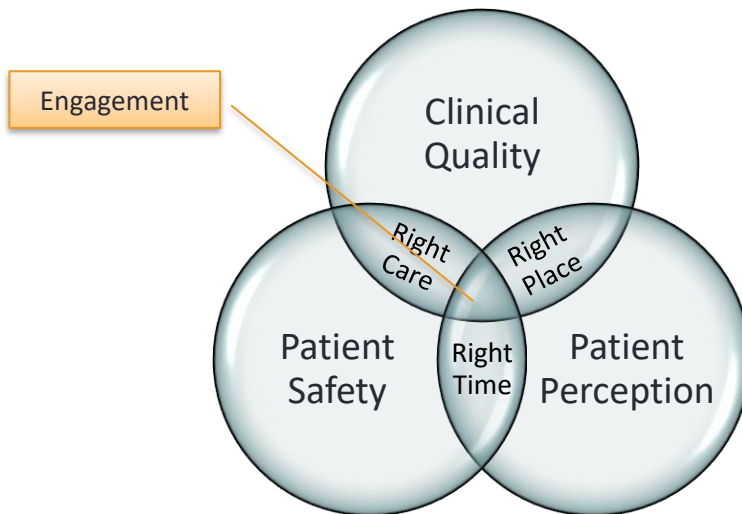 Engagement
Clinical
Quality
Right
Care
Right
Place
Patient
Safety
Right
Time
Patient
Perception